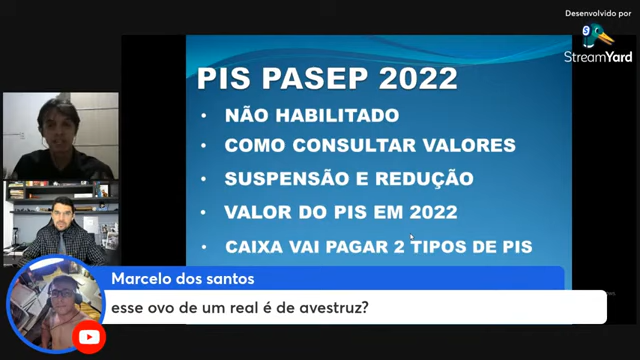 Desenvolvido por
StreamYard
PIS PASEP 2022
• NÃO HABILITADO
• COMO CONSULTAR VALORES
• SUSPENSÃO E REDUÇÃO
• VALOR DO PIS EM 2022
• CAIXA VAI PAGAR 2 TIPOS DE PIS
Marcelo dos santos
esse ovo de um real é de avestruz?